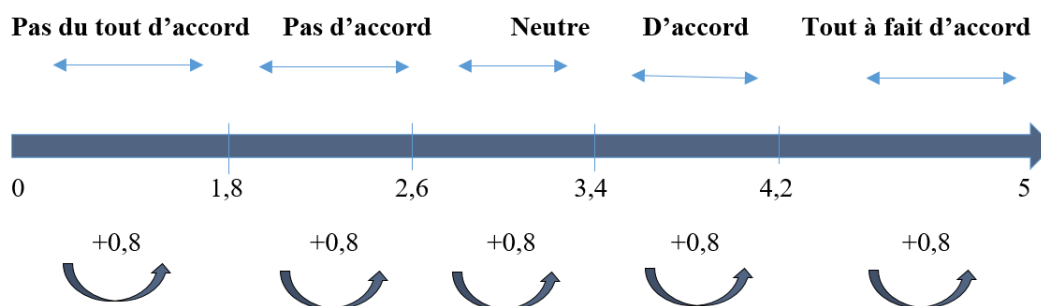 Pas du tout d’accord Pas d’accord Neutre D’accord Tout à fait d’accord
0 1,8 2,6 3,4 4,2 5
+0,8 +0,8 +0,8 +0,8 +0,8